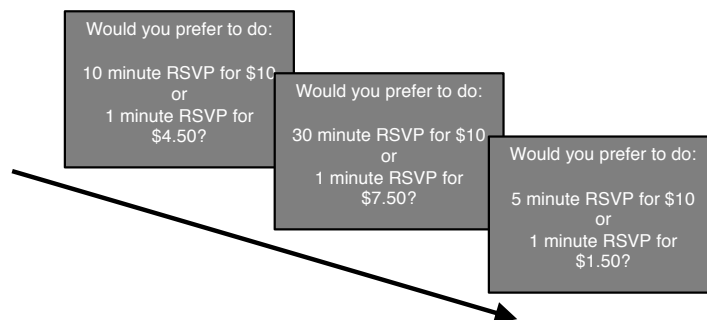 Would you prefer to do:
10 minute RSVP for $10
or
1 minute RSVP for
$4.50?
Would you prefer to do:
30 minute RSVP for $10
or
1 minute RSVP for
$7.50?
Would you prefer to do:
5 minute RSVP for $10
or
1 minute RSVP for
$1.50?